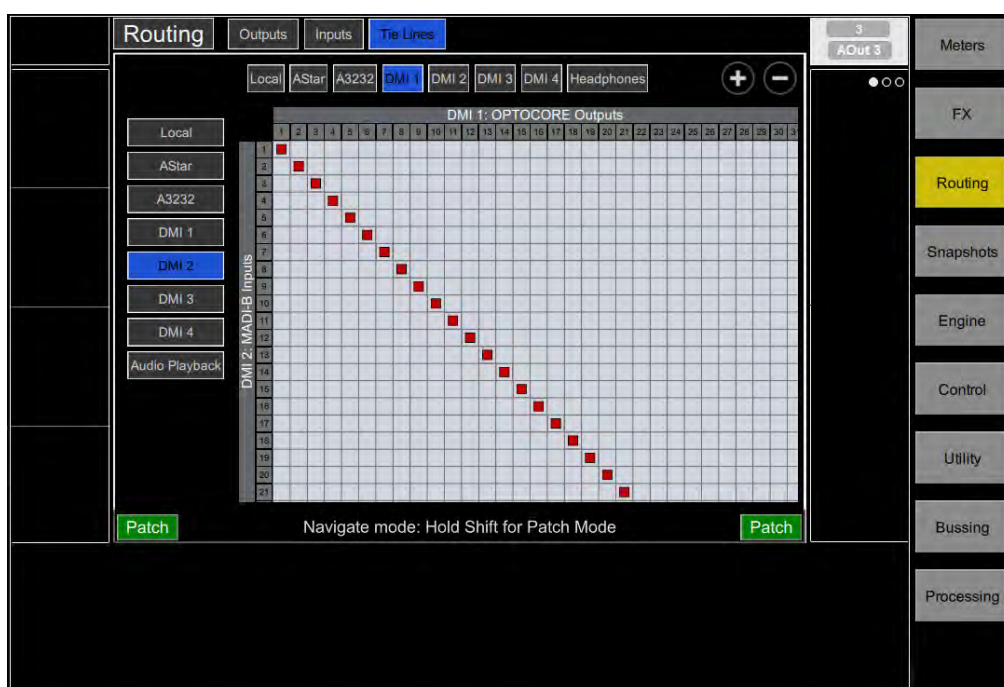 Routing
Outputs
Inputs
Tie Lines
3
AOut 3
Meters
Local
AStar
A3232
DMI 1
DMI 2
DMI 3
DMI 4
Headphones
+
−
FX
DMI 1: OPTOCORE Outputs
1 2 3 4 5 6 7 8 9 10 11 12 13 14 15 16 17 18 19 20 21 22 23 24 25 26 27 28 29 30
Local
AStar
A3232
DMI 1
DMI 2
DMI 3
DMI 4
Audio Playback
DMI 2: MADI-B Inputs
1
2
3
4
5
6
7
8
9
10
11
12
13
14
15
16
17
18
19
20
21
Patch
Navigate mode: Hold Shift for Patch Mode
Patch
Routing
Snapshots
Engine
Control
Utility
Bussing
Processing